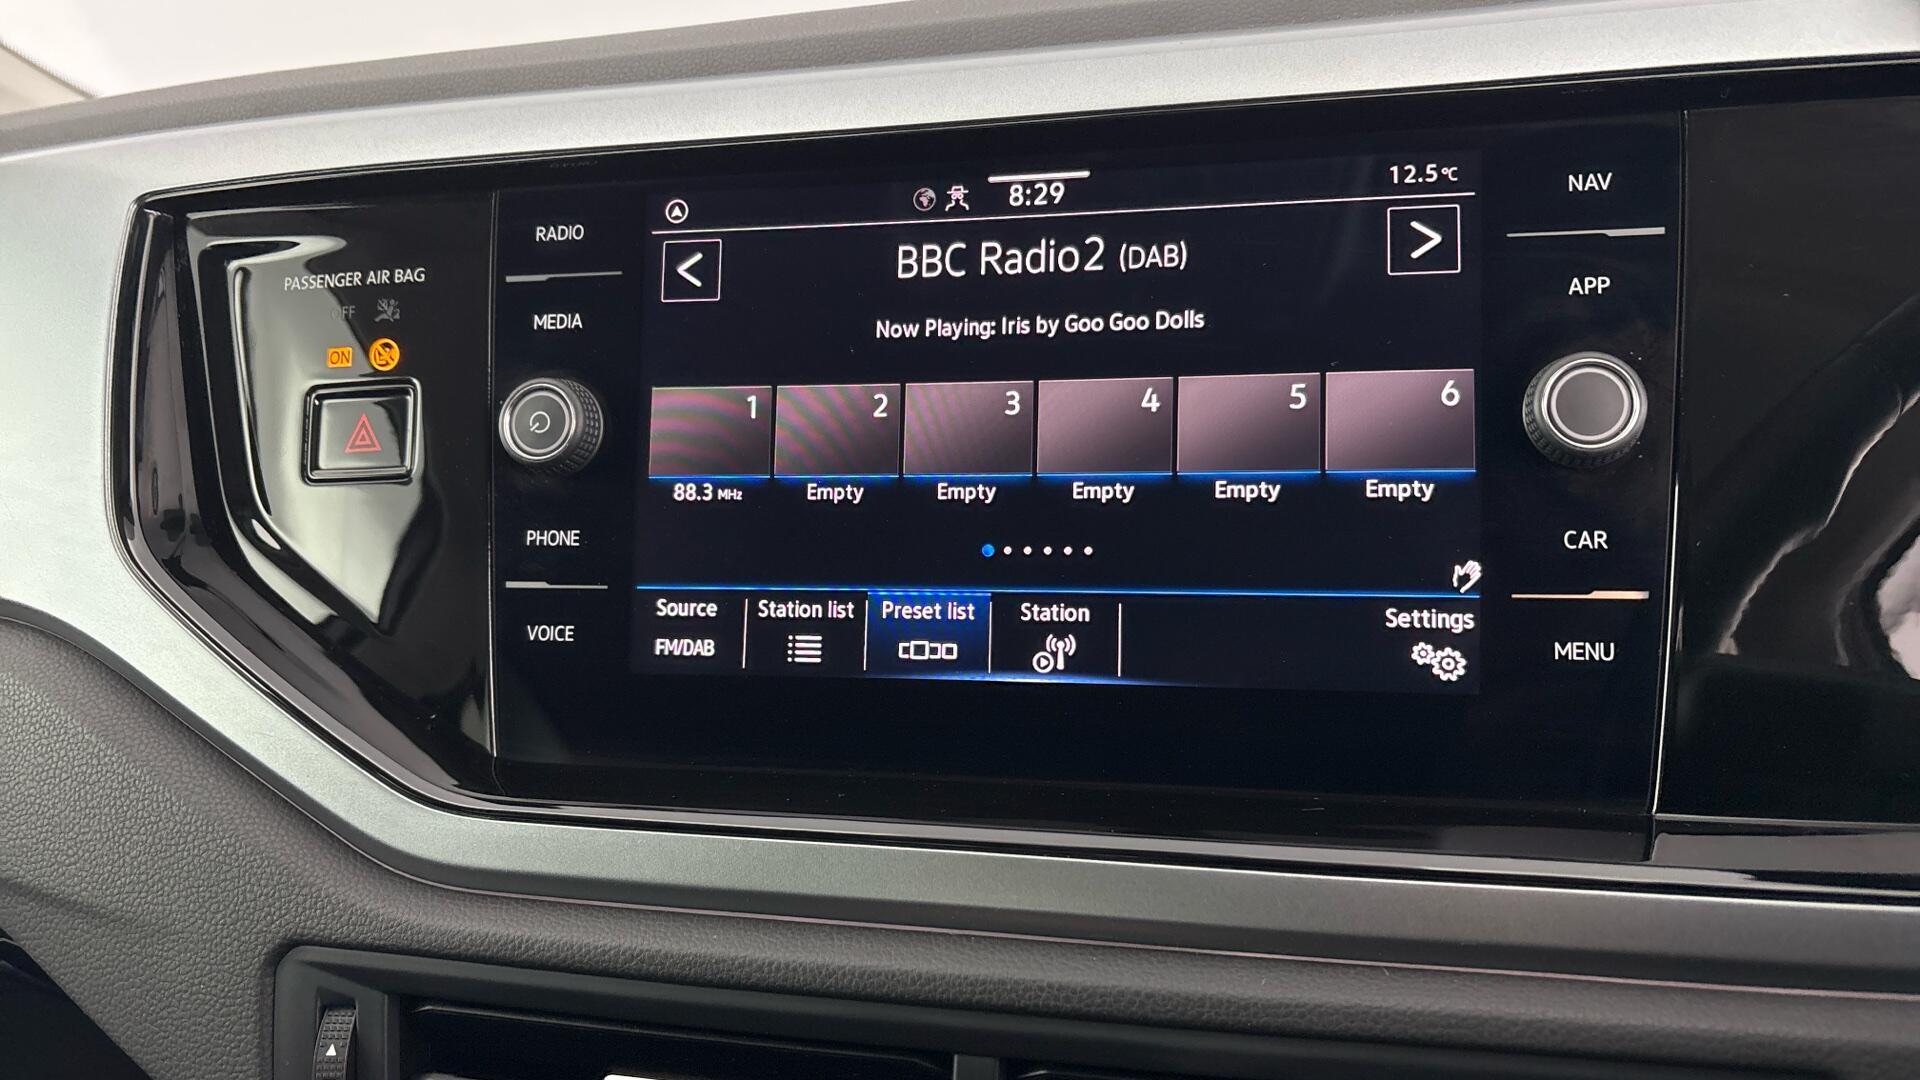 8:29
12.5°C
BBC Radio2 (DAB)
Now Playing: Iris by Goo Goo Dolls
1 2 3 4 5 6
88.3 MHz Empty Empty Empty Empty Empty
Source Station list Preset list Station Settings
FM/DAB
PASSENGER AIR BAG
OFF
ON
RADIO
MEDIA
PHONE
VOICE
NAV
APP
CAR
MENU